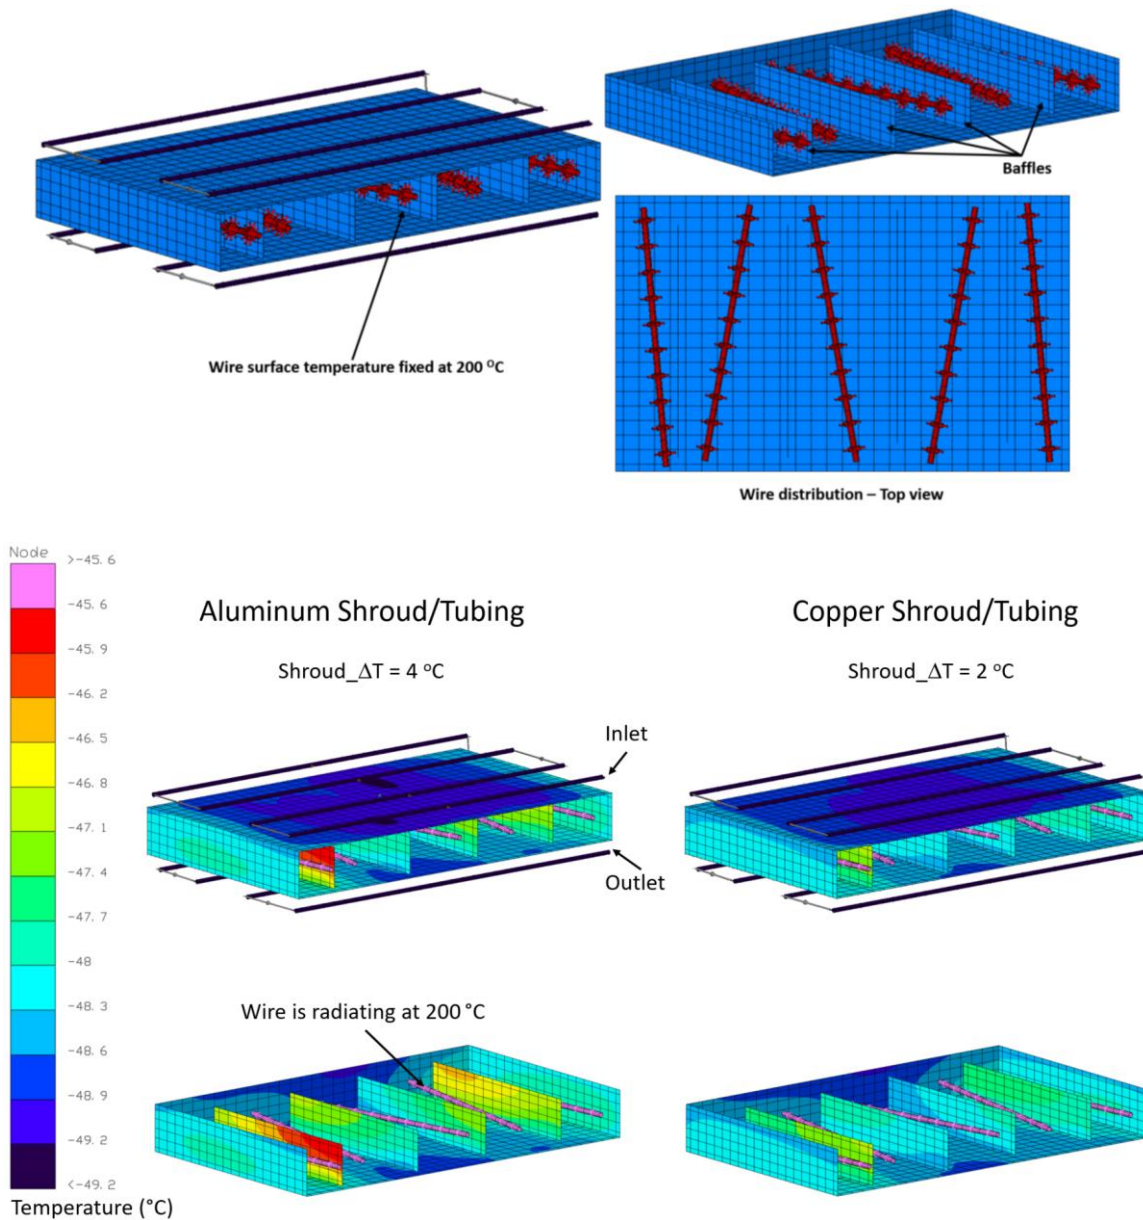 Baffles
Wire surface temperature fixed at 200 ᴼC
Wire distribution – Top view
Node
>-45.6
-45.6
-45.9
-46.2
-46.5
-46.8
-47.1
-47.4
-47.7
-48
-48.3
-48.6
-48.9
-49.2
<-49.2
Temperature (°C)
Aluminum Shroud/Tubing
Copper Shroud/Tubing
Shroud_ΔT = 4 ᵒC
Shroud_ΔT = 2 ᵒC
Inlet
Outlet
Wire is radiating at 200 °C